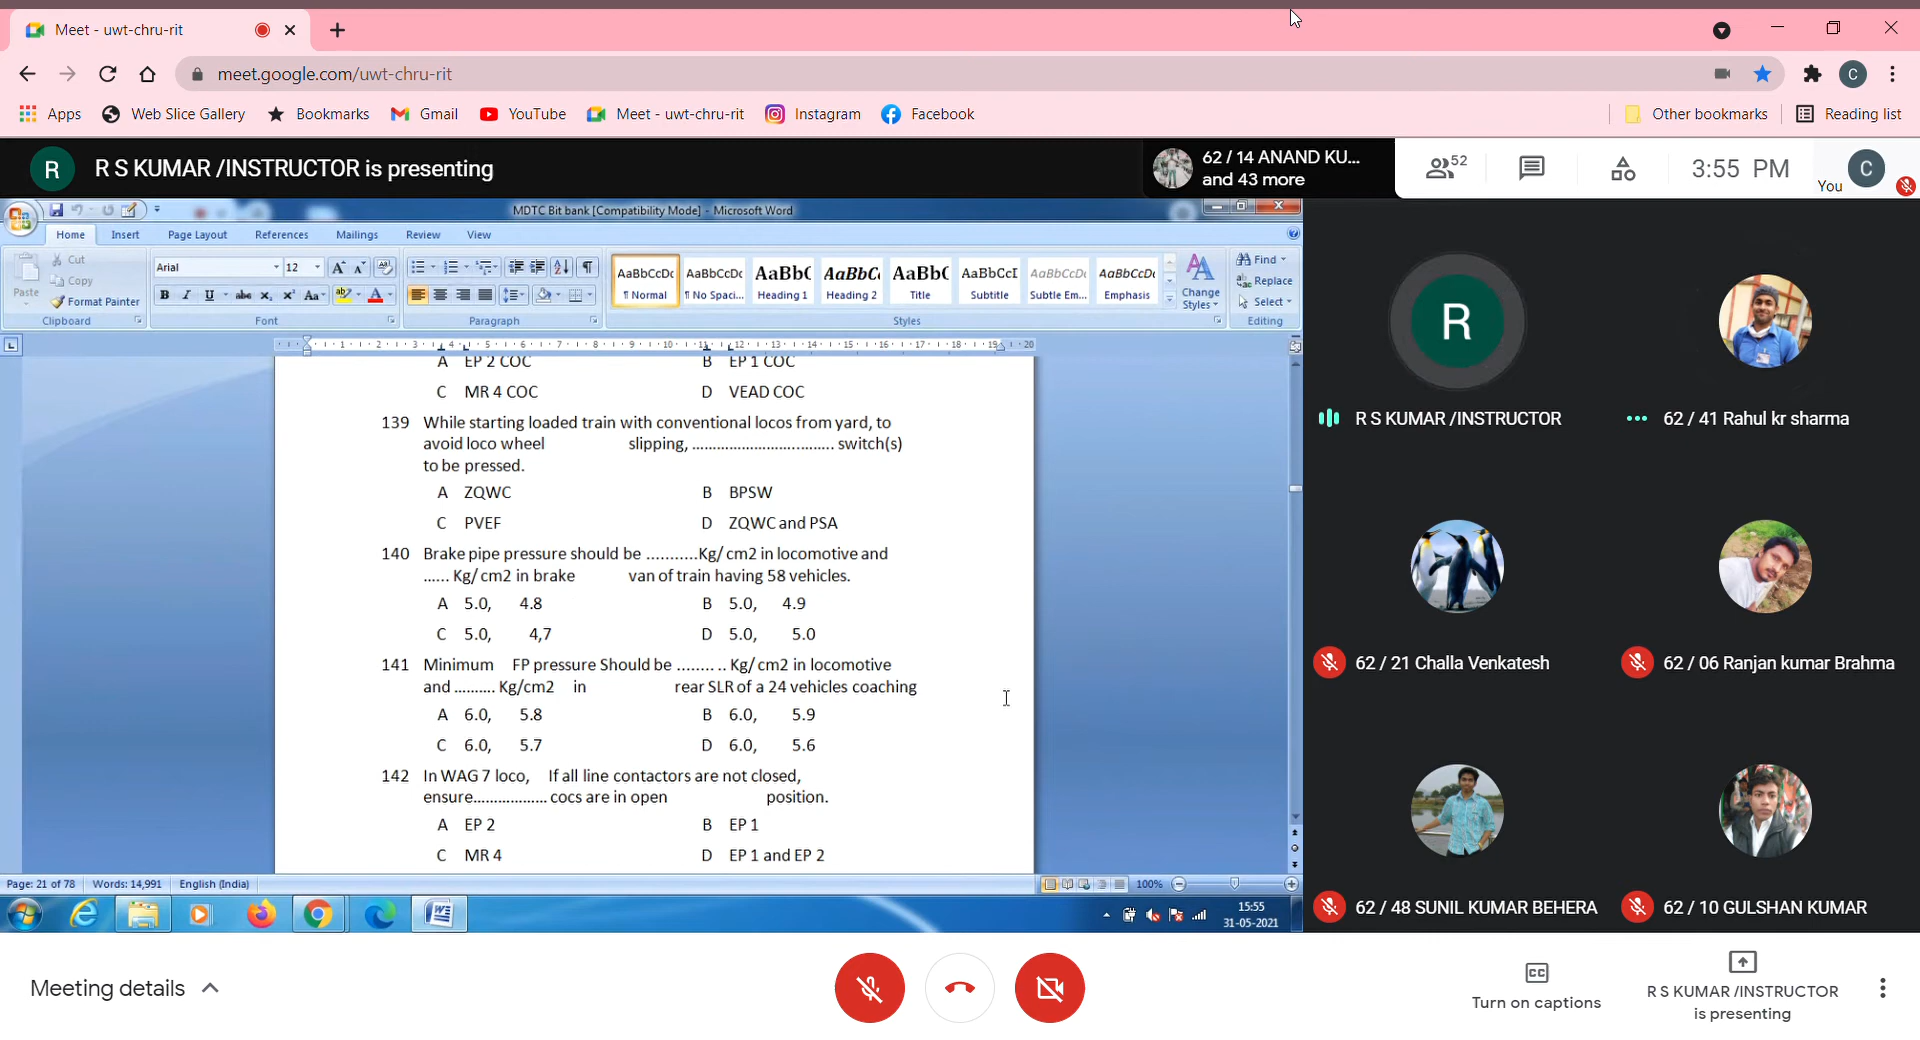 Meet - uwt-chru-rit
meet.google.com/uwt-chru-rit
C
Apps Web Slice Gallery Bookmarks Gmail YouTube Meet - uwt-chru-rit Instagram Facebook Other bookmarks Reading list
R R S KUMAR /INSTRUCTOR is presenting
62 / 14 ANAND KU...
and 43 more
52
3:55 PM
You
C
MDTC Bit bank [Compatibility Mode] - Microsoft Word
Home Insert Page Layout References Mailings Review View
Paste
Cut
Copy
Format Painter
Clipboard
Arial 12
Font
Paragraph
AaBbCcDc AaBbCcDc AaBbC AaBbCc AaBbC AaBbCcI AaBbCcDc AaBbCcDc
¶ Normal ¶ No Spaci... Heading 1 Heading 2 Title Subtitle Subtle Em... Emphasis
Change Styles
Styles
Find
Replace
Select
Editing
A EP 2 COC B EP 1 COC
C MR 4 COC D VEAD COC
139 While starting loaded train with conventional locos from yard, to
avoid loco wheel slipping, ................................ switch(s)
to be pressed.
A ZQWC B BPSW
C PVEF D ZQWC and PSA
140 Brake pipe pressure should be ...........Kg/ cm2 in locomotive and
...... Kg/ cm2 in brake van of train having 58 vehicles.
A 5.0, 4.8 B 5.0, 4.9
C 5.0, 4,7 D 5.0, 5.0
141 Minimum FP pressure Should be ........ .. Kg/ cm2 in locomotive
and .......... Kg/cm2 in rear SLR of a 24 vehicles coaching
A 6.0, 5.8 B 6.0, 5.9
C 6.0, 5.7 D 6.0, 5.6
142 In WAG 7 loco, If all line contactors are not closed,
ensure................. cocs are in open position.
A EP 2 B EP 1
C MR 4 D EP 1 and EP 2
Page: 21 of 78 Words: 14,991 English (India) 100%
15:55
31-05-2021
R
R S KUMAR /INSTRUCTOR
62 / 41 Rahul kr sharma
62 / 21 Challa Venkatesh
62 / 06 Ranjan kumar Brahma
62 / 48 SUNIL KUMAR BEHERA
62 / 10 GULSHAN KUMAR
Meeting details
Turn on captions
R S KUMAR /INSTRUCTOR
is presenting